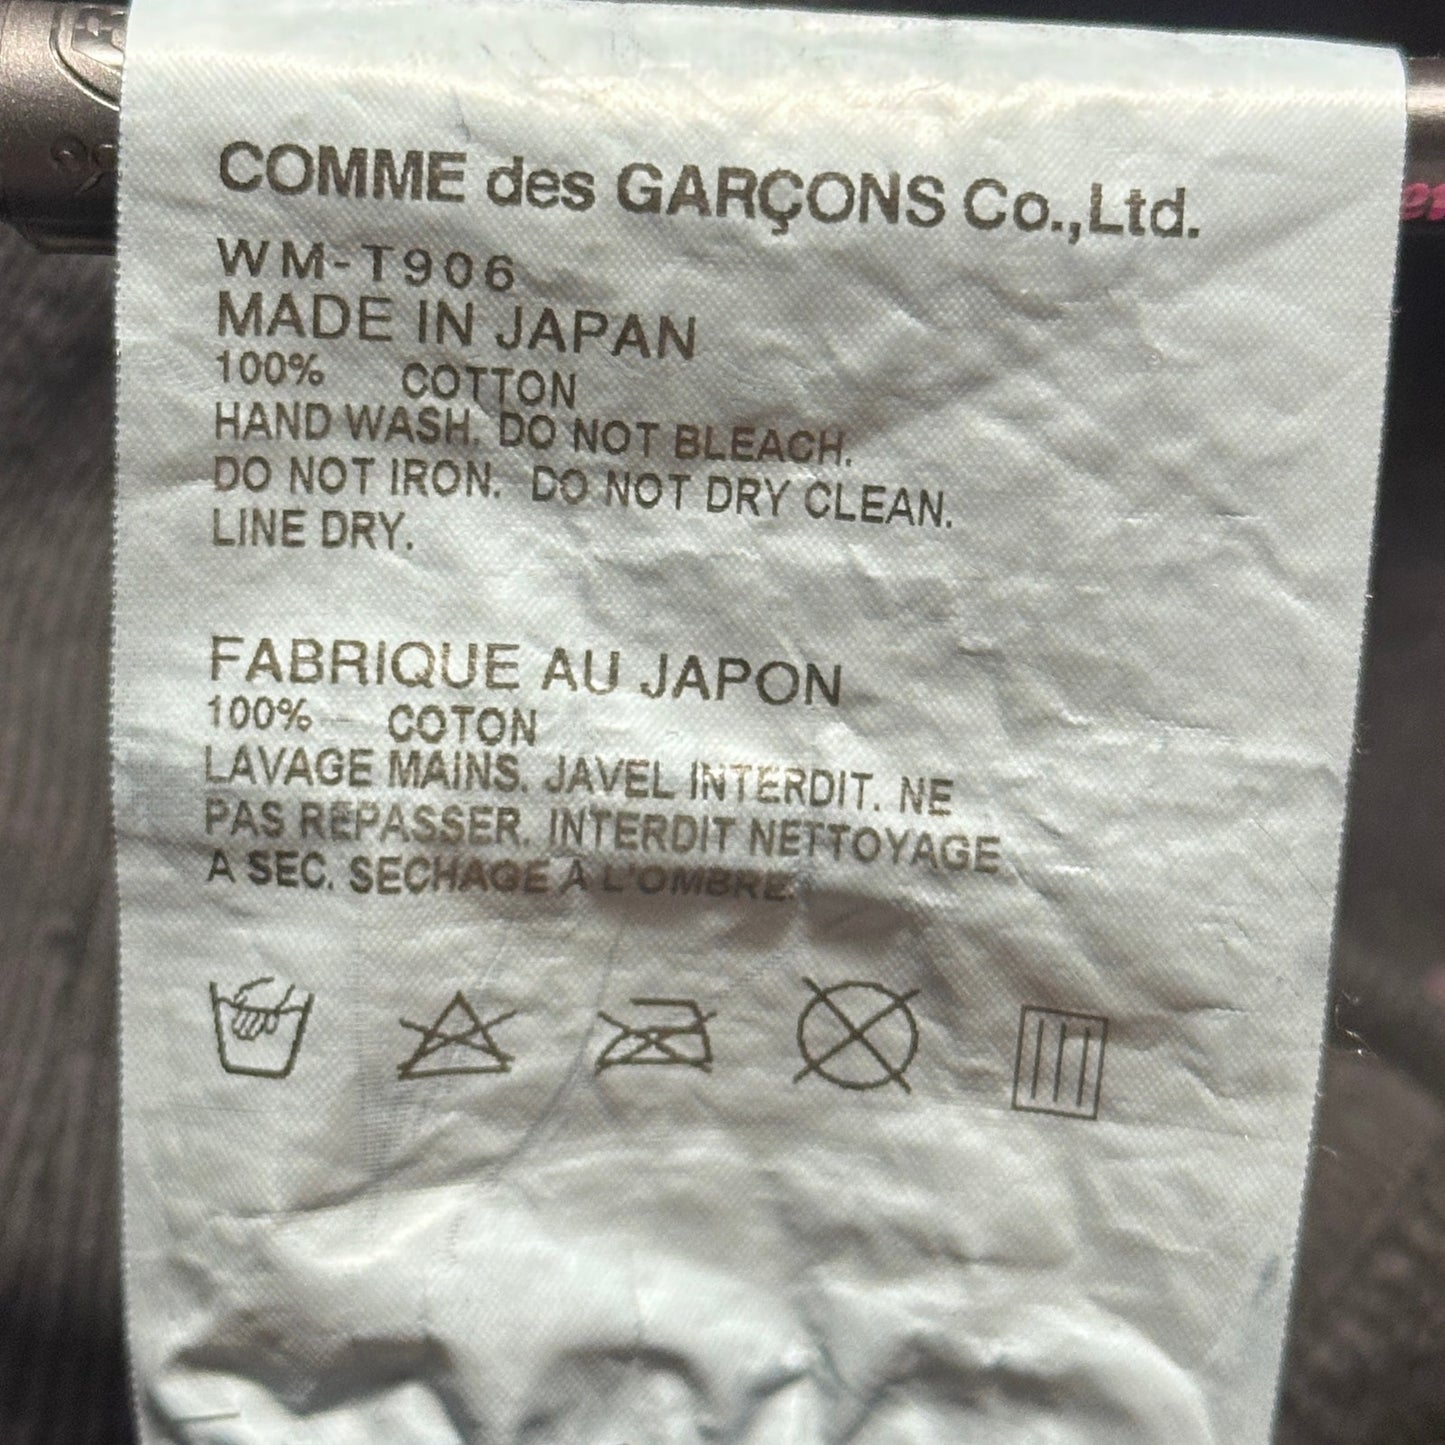 COMME des GARÇONS Co.,Ltd.
WM-T906
MADE IN JAPAN
100% COTTON
HAND WASH. DO NOT BLEACH.
DO NOT IRON. DO NOT DRY CLEAN.
LINE DRY.
FABRIQUE AU JAPON
100% COTON
LAVAGE MAINS. JAVEL INTERDIT. NE
PAS REPASSER. INTERDIT NETTOYAGE
A SEC. SECHAGE A L'OMBRE.